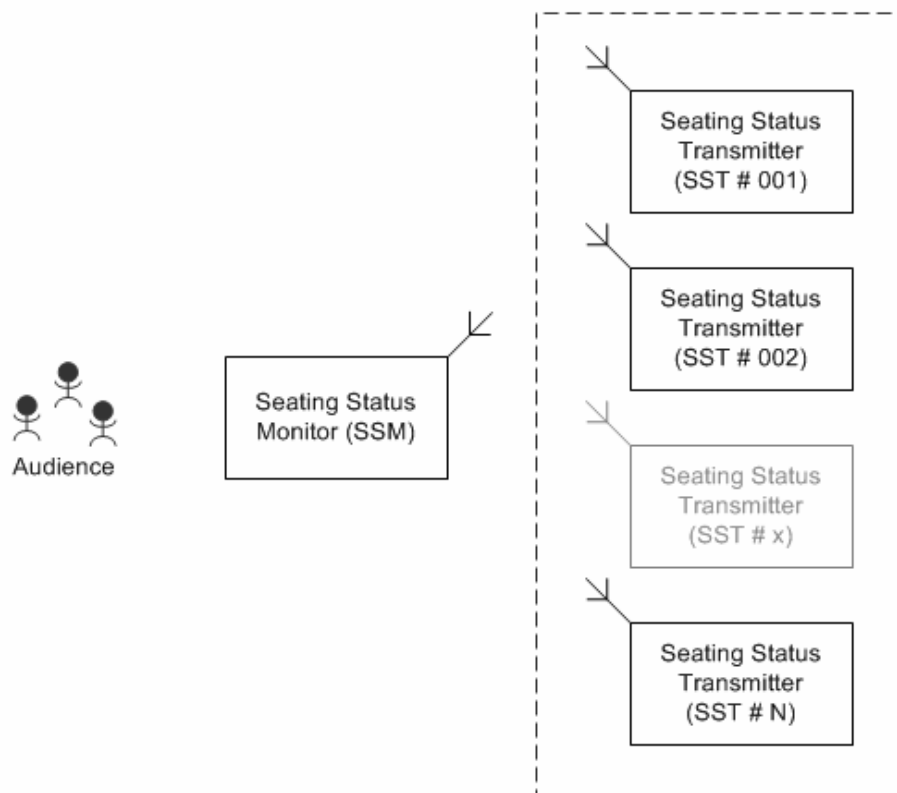 Seating Status
Transmitter
(SST # 001)
Seating Status
Transmitter
(SST # 002)
Seating Status
Monitor (SSM)
Audience
Seating Status
Transmitter
(SST # x)
Seating Status
Transmitter
(SST # N)